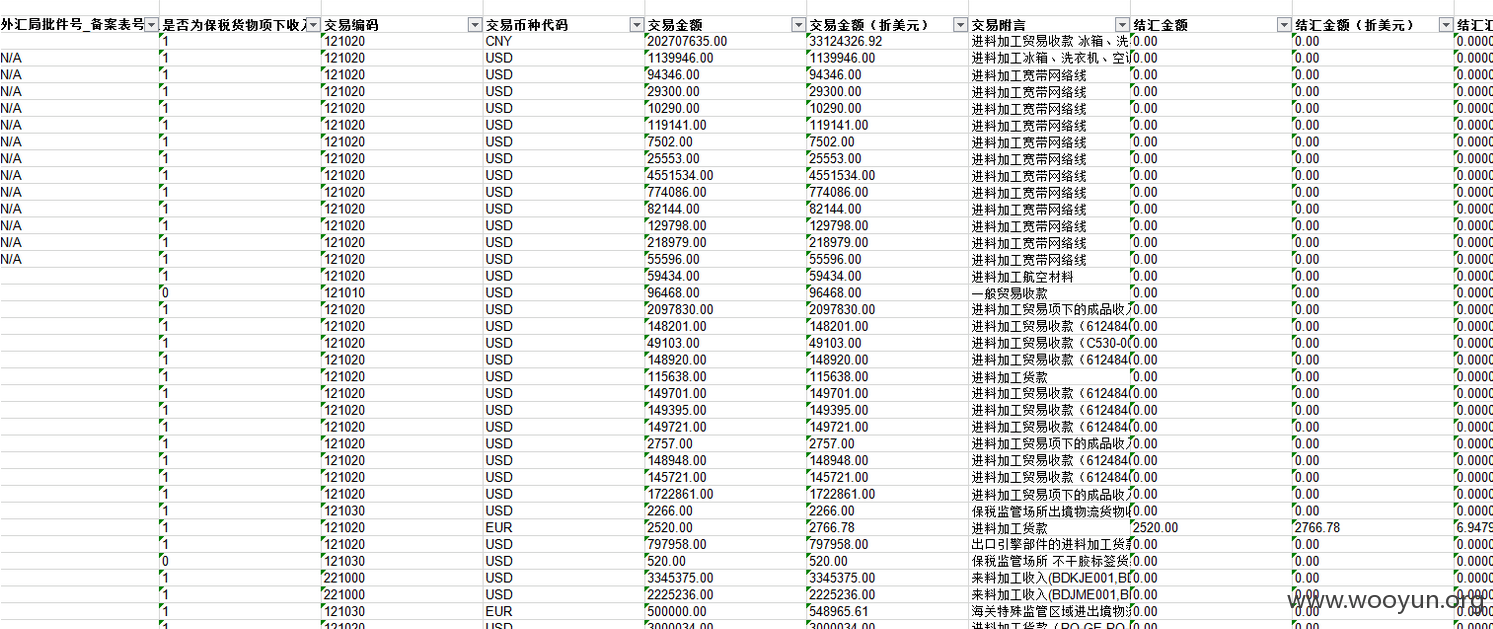 外汇局批件号_备案表号 是否为保税货物项下收入 交易编码 交易币种代码 交易金额 交易金额（折美元） 交易附言 结汇金额 结汇金额（折美元） 结汇汇
1 121020 CNY 202707635.00 33124326.92 进料加工贸易收款 冰箱、洗 0.00 0.00 0.0000
N/A 1 121020 USD 1139946.00 1139946.00 进料加工冰箱、洗衣机、空调 0.00 0.00 0.0000
N/A 1 121020 USD 94346.00 94346.00 进料加工宽带网络线 0.00 0.00 0.0000
N/A 1 121020 USD 29300.00 29300.00 进料加工宽带网络线 0.00 0.00 0.0000
N/A 1 121020 USD 10290.00 10290.00 进料加工宽带网络线 0.00 0.00 0.0000
N/A 1 121020 USD 119141.00 119141.00 进料加工宽带网络线 0.00 0.00 0.0000
N/A 1 121020 USD 7502.00 7502.00 进料加工宽带网络线 0.00 0.00 0.0000
N/A 1 121020 USD 25553.00 25553.00 进料加工宽带网络线 0.00 0.00 0.0000
N/A 1 121020 USD 4551534.00 4551534.00 进料加工宽带网络线 0.00 0.00 0.0000
N/A 1 121020 USD 774086.00 774086.00 进料加工宽带网络线 0.00 0.00 0.0000
N/A 1 121020 USD 82144.00 82144.00 进料加工宽带网络线 0.00 0.00 0.0000
N/A 1 121020 USD 129798.00 129798.00 进料加工宽带网络线 0.00 0.00 0.0000
N/A 1 121020 USD 218979.00 218979.00 进料加工宽带网络线 0.00 0.00 0.0000
N/A 1 121020 USD 55596.00 55596.00 进料加工宽带网络线 0.00 0.00 0.0000
1 121020 USD 59434.00 59434.00 进料加工航空材料 0.00 0.00 0.0000
0 121010 USD 96468.00 96468.00 一般贸易收款 0.00 0.00 0.0000
1 121020 USD 2097830.00 2097830.00 进料加工贸易项下的成品收入 0.00 0.00 0.0000
1 121020 USD 148201.00 148201.00 进料加工贸易收款（612484 0.00 0.00 0.0000
1 121020 USD 49103.00 49103.00 进料加工贸易收款（C530-0 0.00 0.00 0.0000
1 121020 USD 148920.00 148920.00 进料加工贸易收款（612484 0.00 0.00 0.0000
1 121020 USD 115638.00 115638.00 进料加工货款 0.00 0.00 0.0000
1 121020 USD 149701.00 149701.00 进料加工贸易收款（612484 0.00 0.00 0.0000
1 121020 USD 149395.00 149395.00 进料加工贸易收款（612484 0.00 0.00 0.0000
1 121020 USD 149721.00 149721.00 进料加工贸易收款（612484 0.00 0.00 0.0000
1 121020 USD 2757.00 2757.00 进料加工贸易项下的成品收入 0.00 0.00 0.0000
1 121020 USD 148948.00 148948.00 进料加工贸易收款（612484 0.00 0.00 0.0000
1 121020 USD 145721.00 145721.00 进料加工贸易收款（612484 0.00 0.00 0.0000
1 121020 USD 1722861.00 1722861.00 进料加工贸易项下的成品收入 0.00 0.00 0.0000
1 121030 USD 2266.00 2266.00 保税监管场所出境物流货物收 0.00 0.00 0.0000
1 121020 EUR 2520.00 2766.78 进料加工货款 2520.00 2766.78 6.9479
1 121020 USD 797958.00 797958.00 出口引擎部件的进料加工货款 0.00 0.00 0.0000
0 121030 USD 520.00 520.00 保税监管场所 不干胶标签货 0.00 0.00 0.0000
1 221000 USD 3345375.00 3345375.00 来料加工收入(BDKJE001,B 0.00 0.00 0.0000
1 221000 USD 2225236.00 2225236.00 来料加工收入(BDJME001,B 0.00 0.00 0.0000
1 121030 EUR 500000.00 548965.61 海关特殊监管区域进出境物流 0.00 0.00 0.0000
1 121020 USD 3000034.00 3000034.00 进料加工货款（PO GE PO 0.00 0.00 0.0000
www.wooyun.org